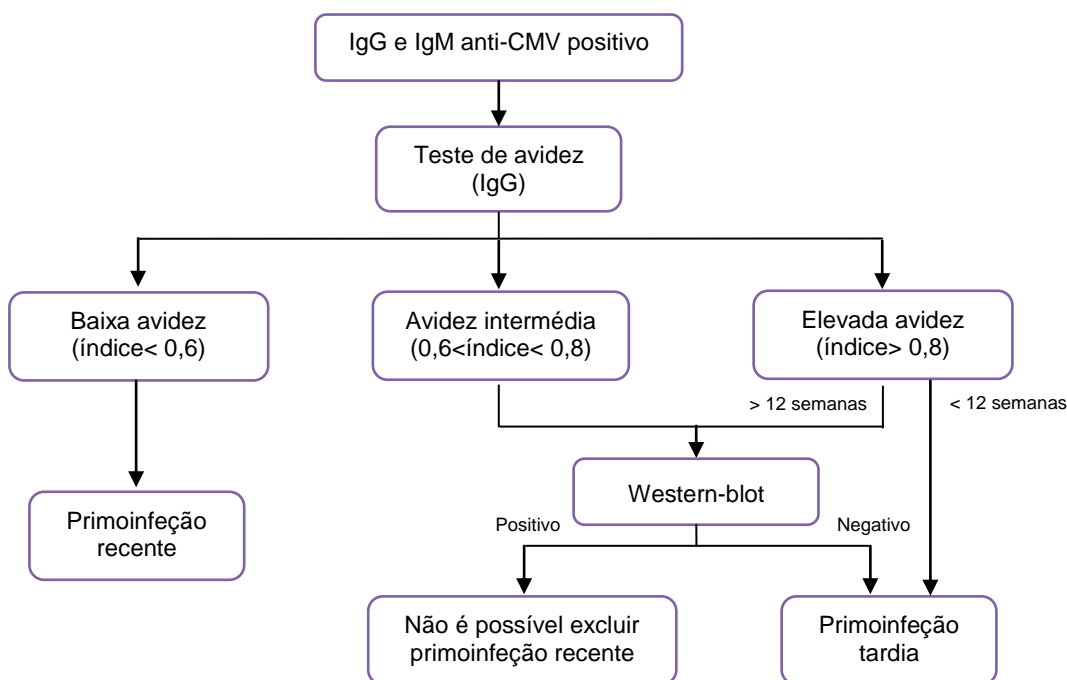 IgG e IgM anti-CMV positivo
Teste de avidez
(IgG)
Baixa avidez
(índice< 0,6)
Avidez intermédia
(0,6<índice< 0,8)
Elevada avidez
(índice> 0,8)
> 12 semanas
< 12 semanas
Primoinfeção
recente
Western-blot
Positivo
Negativo
Não é possível excluir
primoinfeção recente
Primoinfeção
tardia